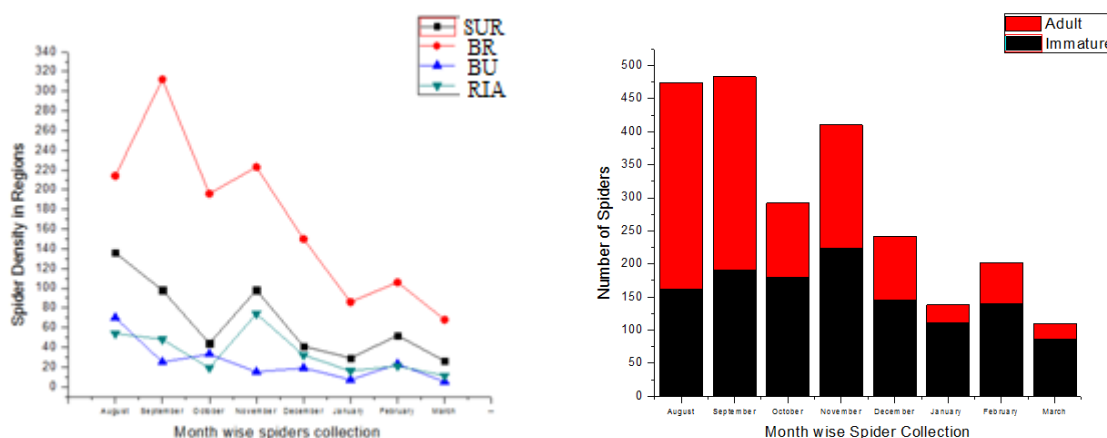 SUR
BR
BU
RIA
340
320
300
280
260
240
220
200
180
160
140
120
100
80
60
40
20
0
Spider Density in Regions
August September October November December January February March --
Month wise spiders collection
Adult
Immature
500
450
400
350
300
250
200
150
100
50
0
Number of Spiders
August September October November December January February March
Month wise Spider Collection